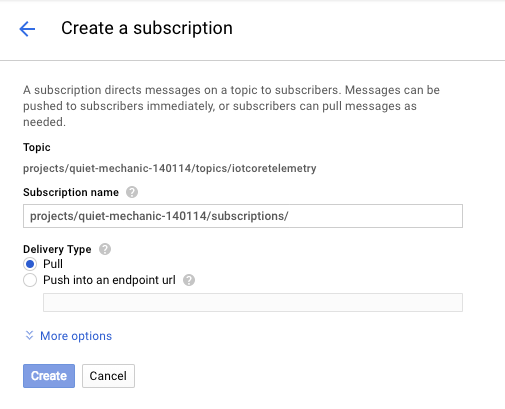 Create a subscription
A subscription directs messages on a topic to subscribers. Messages can be
pushed to subscribers immediately, or subscribers can pull messages as
needed.
Topic
projects/quiet-mechanic-140114/topics/iotcoretelemetry
Subscription name ?
projects/quiet-mechanic-140114/subscriptions/
Delivery Type ?
Pull
Push into an endpoint url ?
More options
Create Cancel